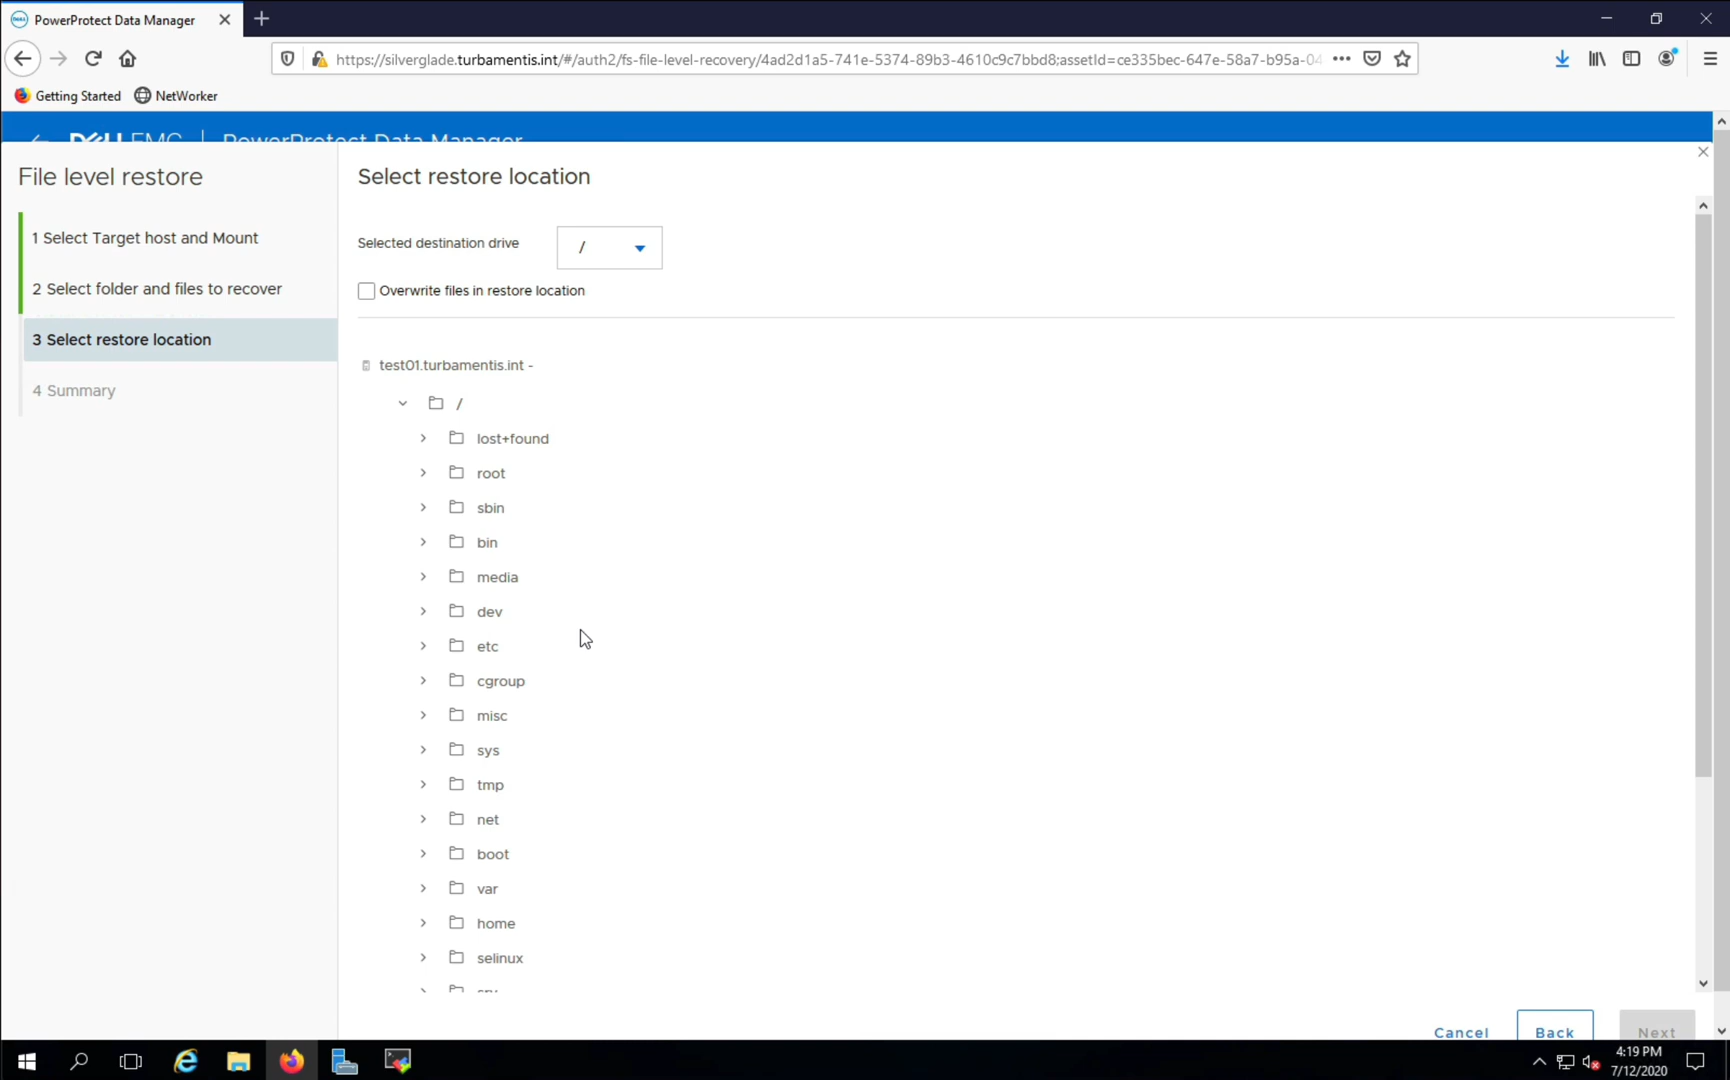 PowerProtect Data Manager
https://silverglade.turbamentis.int/#/auth2/fs-file-level-recovery/4ad2d1a5-741e-5374-89b3-4610c9c7bbd8;assetId=ce335bec-647e-58a7-b95a-04
Getting Started
NetWorker
DELL EMC | PowerProtect Data Manager
File level restore
1 Select Target host and Mount
2 Select folder and files to recover
3 Select restore location
4 Summary
Select restore location
Selected destination drive /
Overwrite files in restore location
test01.turbamentis.int -
/
lost+found
root
sbin
bin
media
dev
etc
cgroup
misc
sys
tmp
net
boot
var
home
selinux
Cancel
Back
Next
4:19 PM
7/12/2020